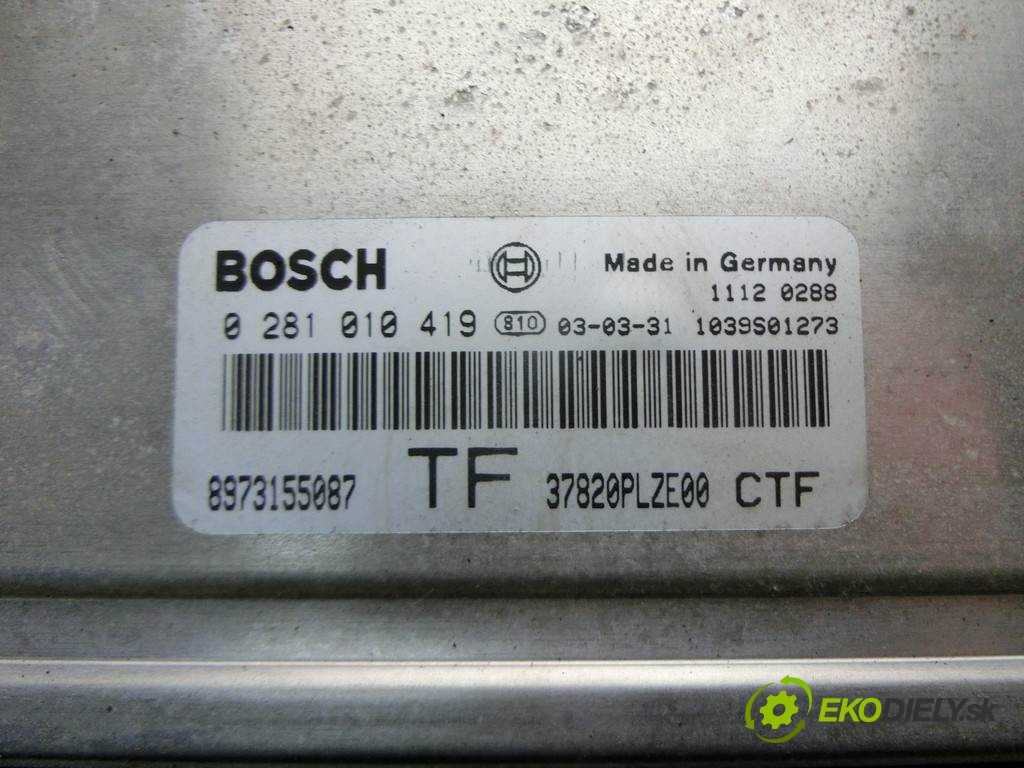 BOSCH Made in Germany
1112 0288
0 281 010 419 810 03-03-31 1039S01273
8973155087 TF 37820PLZE00 CTF
EKODIELY.sk